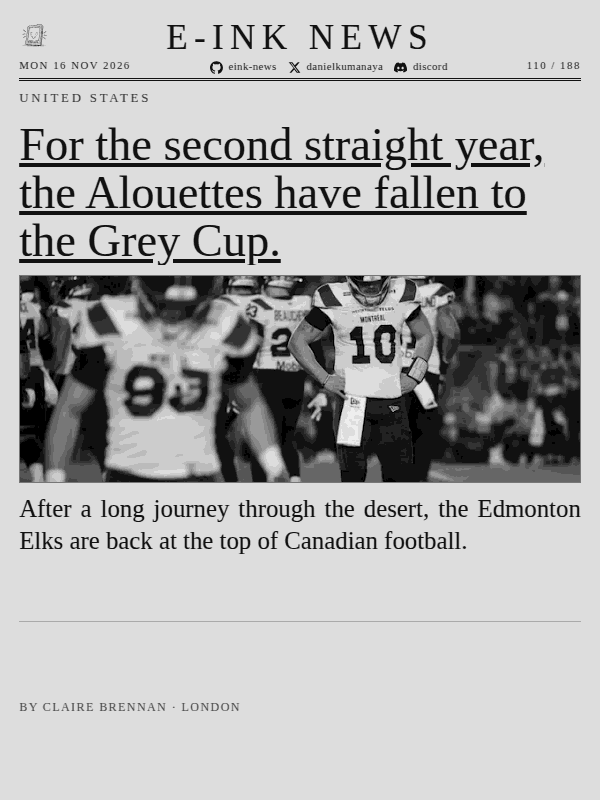 E-INK NEWS
MON 16 NOV 2026
eink-news danielkumanaya discord
110 / 188
UNITED STATES
For the second straight year,
the Alouettes have fallen to
the Grey Cup.
MONTREAL
10
After a long journey through the desert, the Edmonton
Elks are back at the top of Canadian football.
BY CLAIRE BRENNAN · LONDON